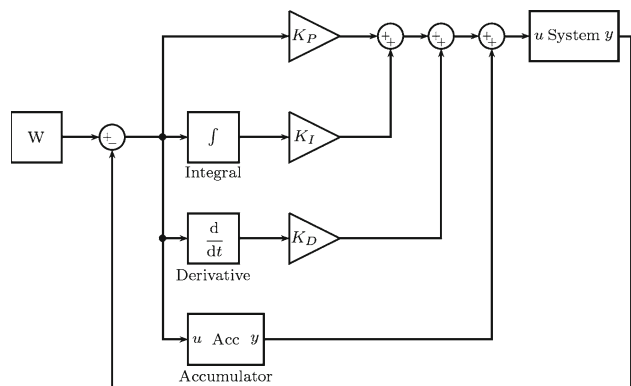 K_P
+ +
+ +
+ +
u System y
W
+ −
∫
K_I
Integral
d
dt
K_D
Derivative
u Acc y
Accumulator